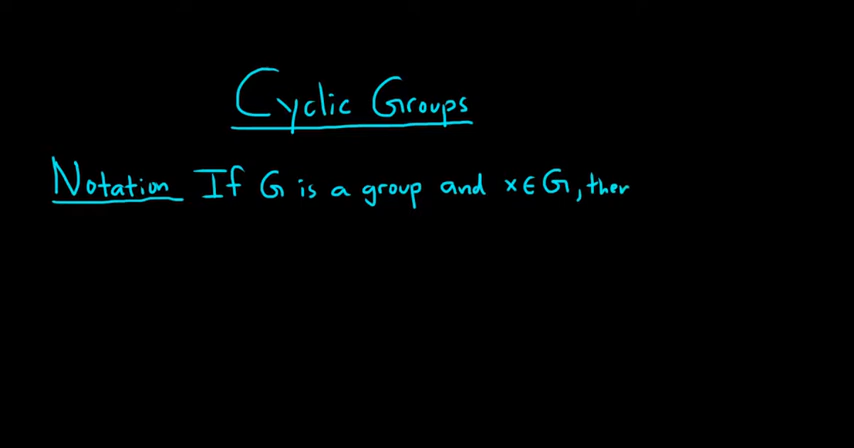 Cyclic Groups
Notation If G is a group and x ∈ G, then